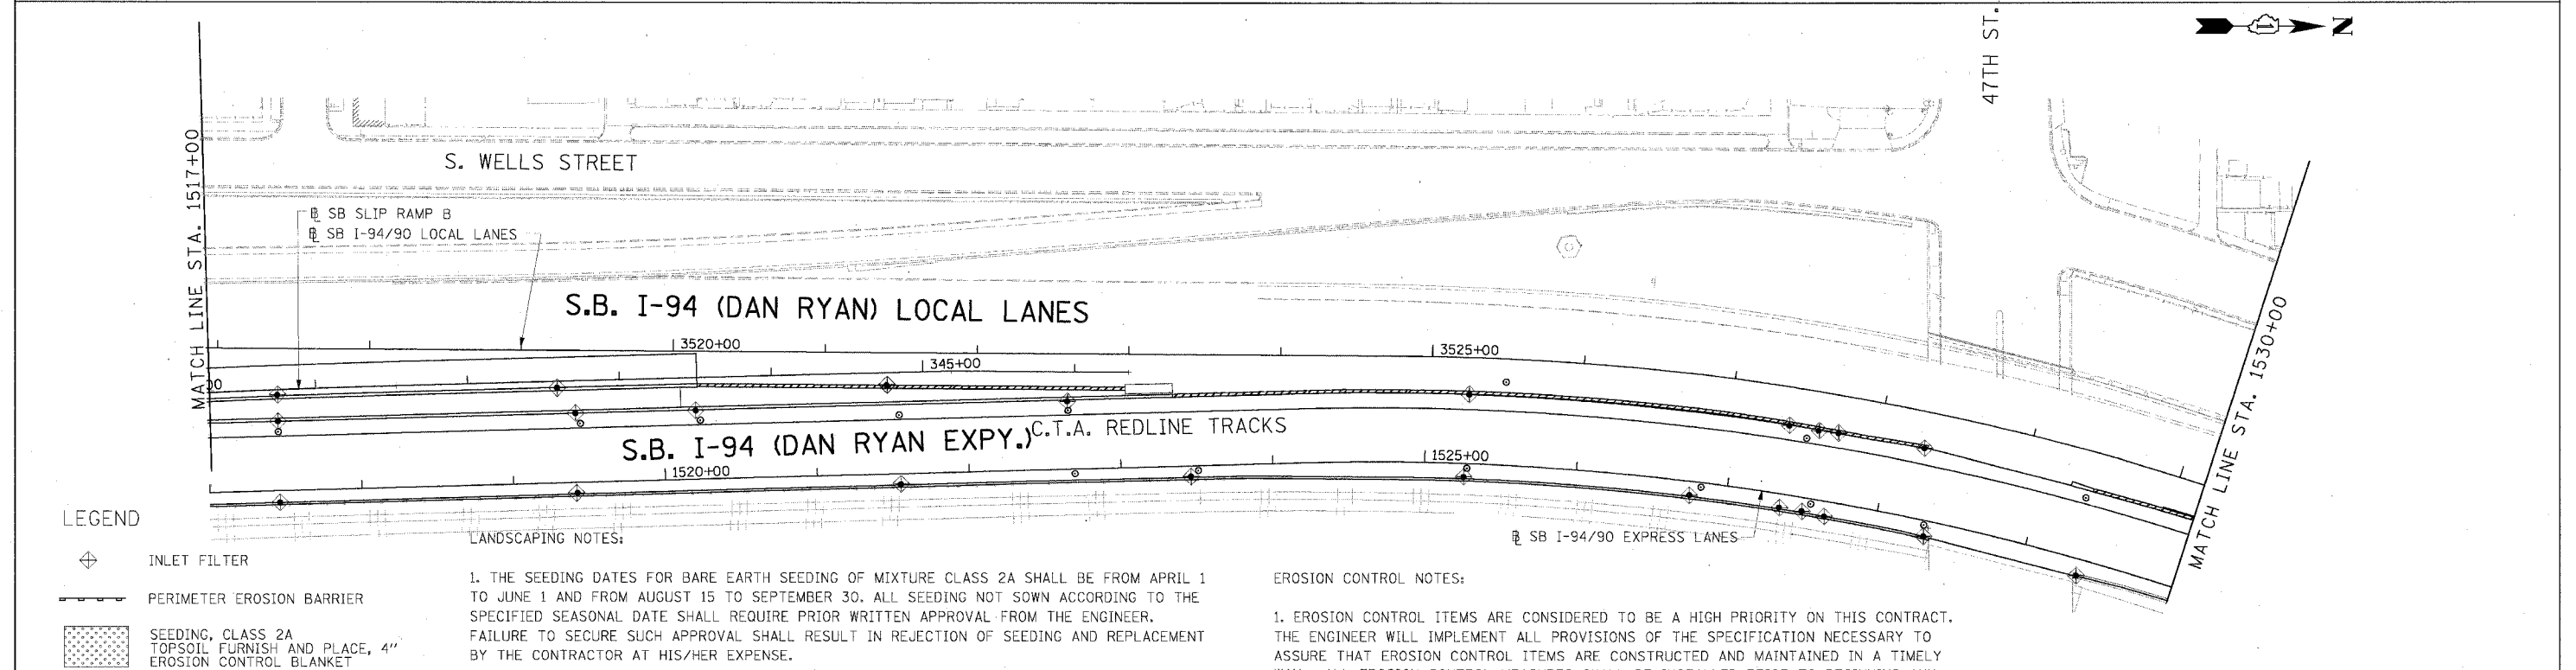 47TH ST.
N
S. WELLS STREET
MATCH LINE STA. 1517+00
℄ SB SLIP RAMP B
℄ SB I-94/90 LOCAL LANES
S.B. I-94 (DAN RYAN) LOCAL LANES
3520+00
3525+00
345+00
00
C.T.A. REDLINE TRACKS
S.B. I-94 (DAN RYAN EXPY.)
1520+00
1525+00
MATCH LINE STA. 1530+00
℄ SB I-94/90 EXPRESS LANES
LEGEND
INLET FILTER
PERIMETER EROSION BARRIER
SEEDING, CLASS 2A
TOPSOIL FURNISH AND PLACE, 4"
EROSION CONTROL BLANKET
LANDSCAPING NOTES:
1. THE SEEDING DATES FOR BARE EARTH SEEDING OF MIXTURE CLASS 2A SHALL BE FROM APRIL 1
TO JUNE 1 AND FROM AUGUST 15 TO SEPTEMBER 30. ALL SEEDING NOT SOWN ACCORDING TO THE
SPECIFIED SEASONAL DATE SHALL REQUIRE PRIOR WRITTEN APPROVAL FROM THE ENGINEER.
FAILURE TO SECURE SUCH APPROVAL SHALL RESULT IN REJECTION OF SEEDING AND REPLACEMENT
BY THE CONTRACTOR AT HIS/HER EXPENSE.
EROSION CONTROL NOTES:
1. EROSION CONTROL ITEMS ARE CONSIDERED TO BE A HIGH PRIORITY ON THIS CONTRACT.
THE ENGINEER WILL IMPLEMENT ALL PROVISIONS OF THE SPECIFICATION NECESSARY TO
ASSURE THAT EROSION CONTROL ITEMS ARE CONSTRUCTED AND MAINTAINED IN A TIMELY